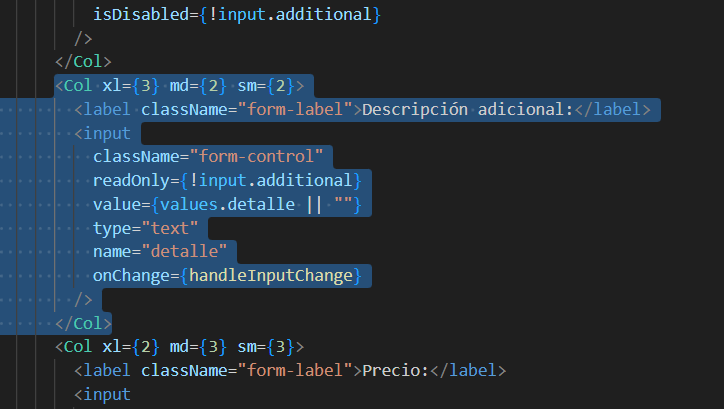 isDisabled={!input.additional}
/>
</Col>
<Col xl={3} md={2} sm={2}>
<label className="form-label">Descripción adicional:</label>
<input
className="form-control"
readOnly={!input.additional}
value={values.detalle || ""}
type="text"
name="detalle"
onChange={handleInputChange}
/>
</Col>
<Col xl={2} md={3} sm={3}>
<label className="form-label">Precio:</label>
<input